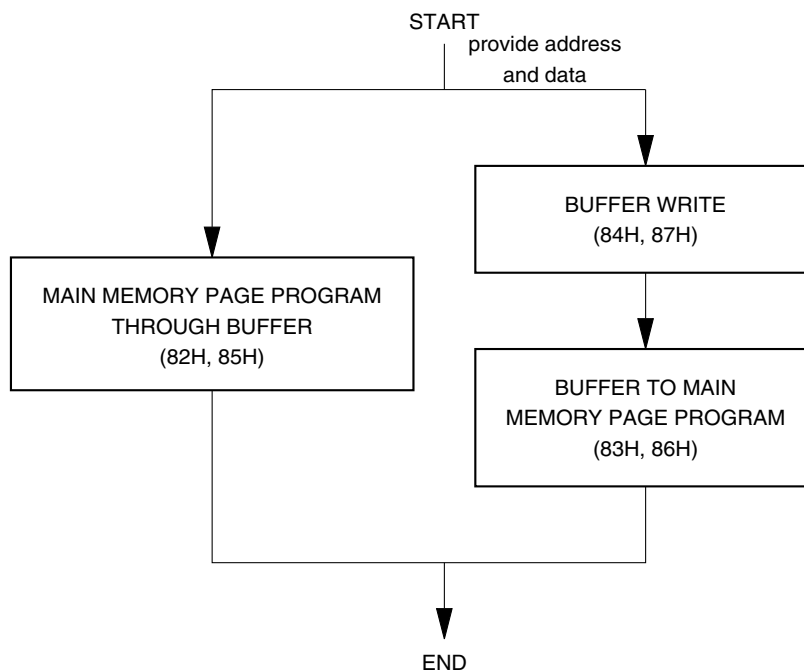 START
provide address
and data
BUFFER WRITE
(84H, 87H)
MAIN MEMORY PAGE PROGRAM
THROUGH BUFFER
(82H, 85H)
BUFFER TO MAIN
MEMORY PAGE PROGRAM
(83H, 86H)
END